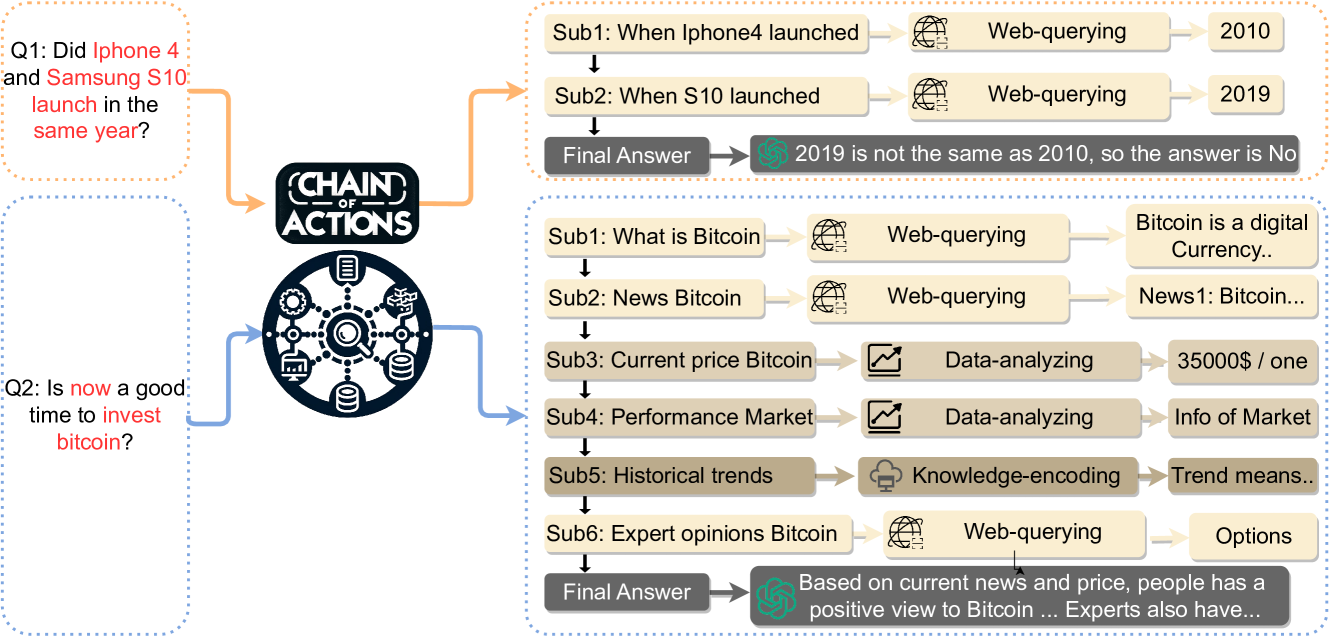 Q1: Did Iphone 4
and Samsung S10
launch in the
same year?
Sub1: When Iphone4 launched
Web-querying
2010
Sub2: When S10 launched
Web-querying
2019
Final Answer
2019 is not the same as 2010, so the answer is No
CHAIN
OF
ACTIONS
Q2: Is now a good
time to invest
bitcoin?
Sub1: What is Bitcoin
Web-querying
Bitcoin is a digital
Currency..
Sub2: News Bitcoin
Web-querying
News1: Bitcoin...
Sub3: Current price Bitcoin
Data-analyzing
35000$ / one
Sub4: Performance Market
Data-analyzing
Info of Market
Sub5: Historical trends
Knowledge-encoding
Trend means..
Sub6: Expert opinions Bitcoin
Web-querying
Options
Final Answer
Based on current news and price, people has a
positive view to Bitcoin ... Experts also have...